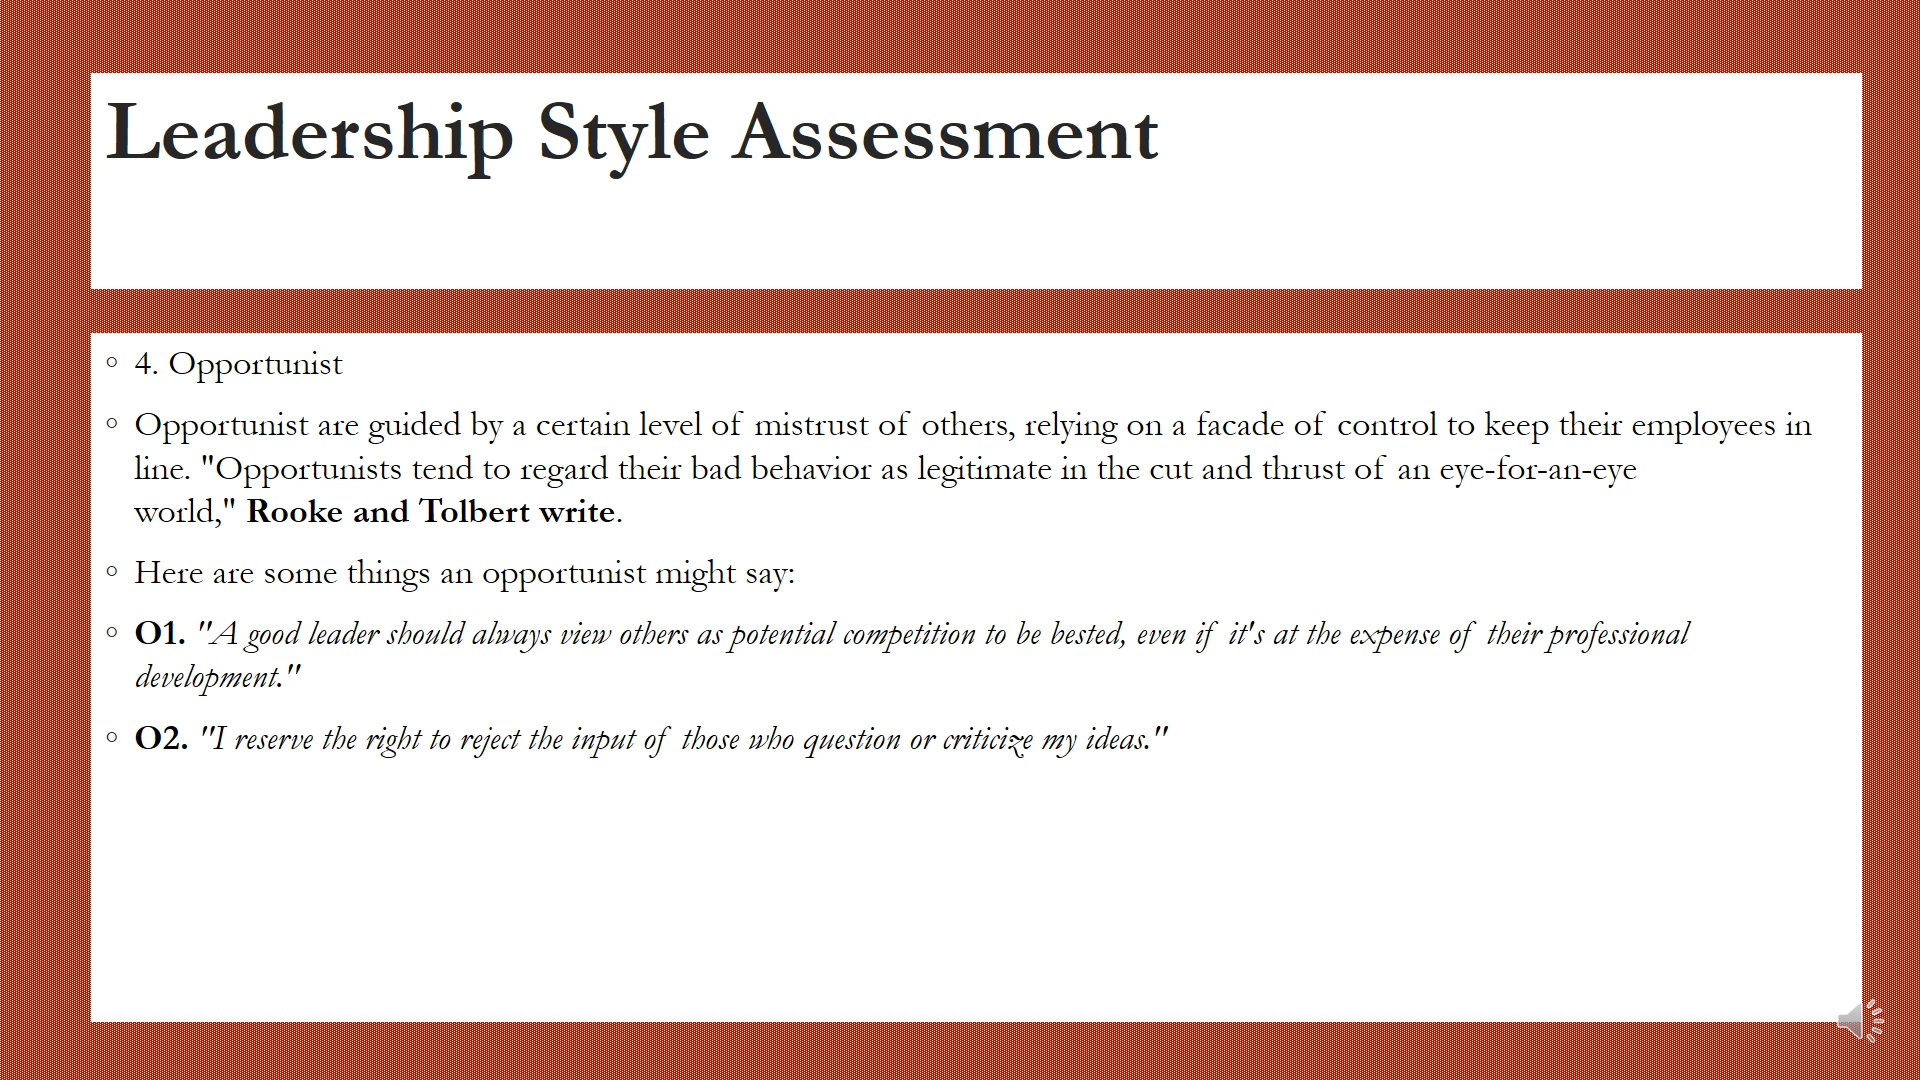 Leadership Style Assessment
◦ 4. Opportunist
◦ Opportunist are guided by a certain level of mistrust of others, relying on a facade of control to keep their employees in
line. "Opportunists tend to regard their bad behavior as legitimate in the cut and thrust of an eye-for-an-eye
world," Rooke and Tolbert write.
◦ Here are some things an opportunist might say:
◦ O1. "A good leader should always view others as potential competition to be bested, even if it's at the expense of their professional
development."
◦ O2. "I reserve the right to reject the input of those who question or criticize my ideas."